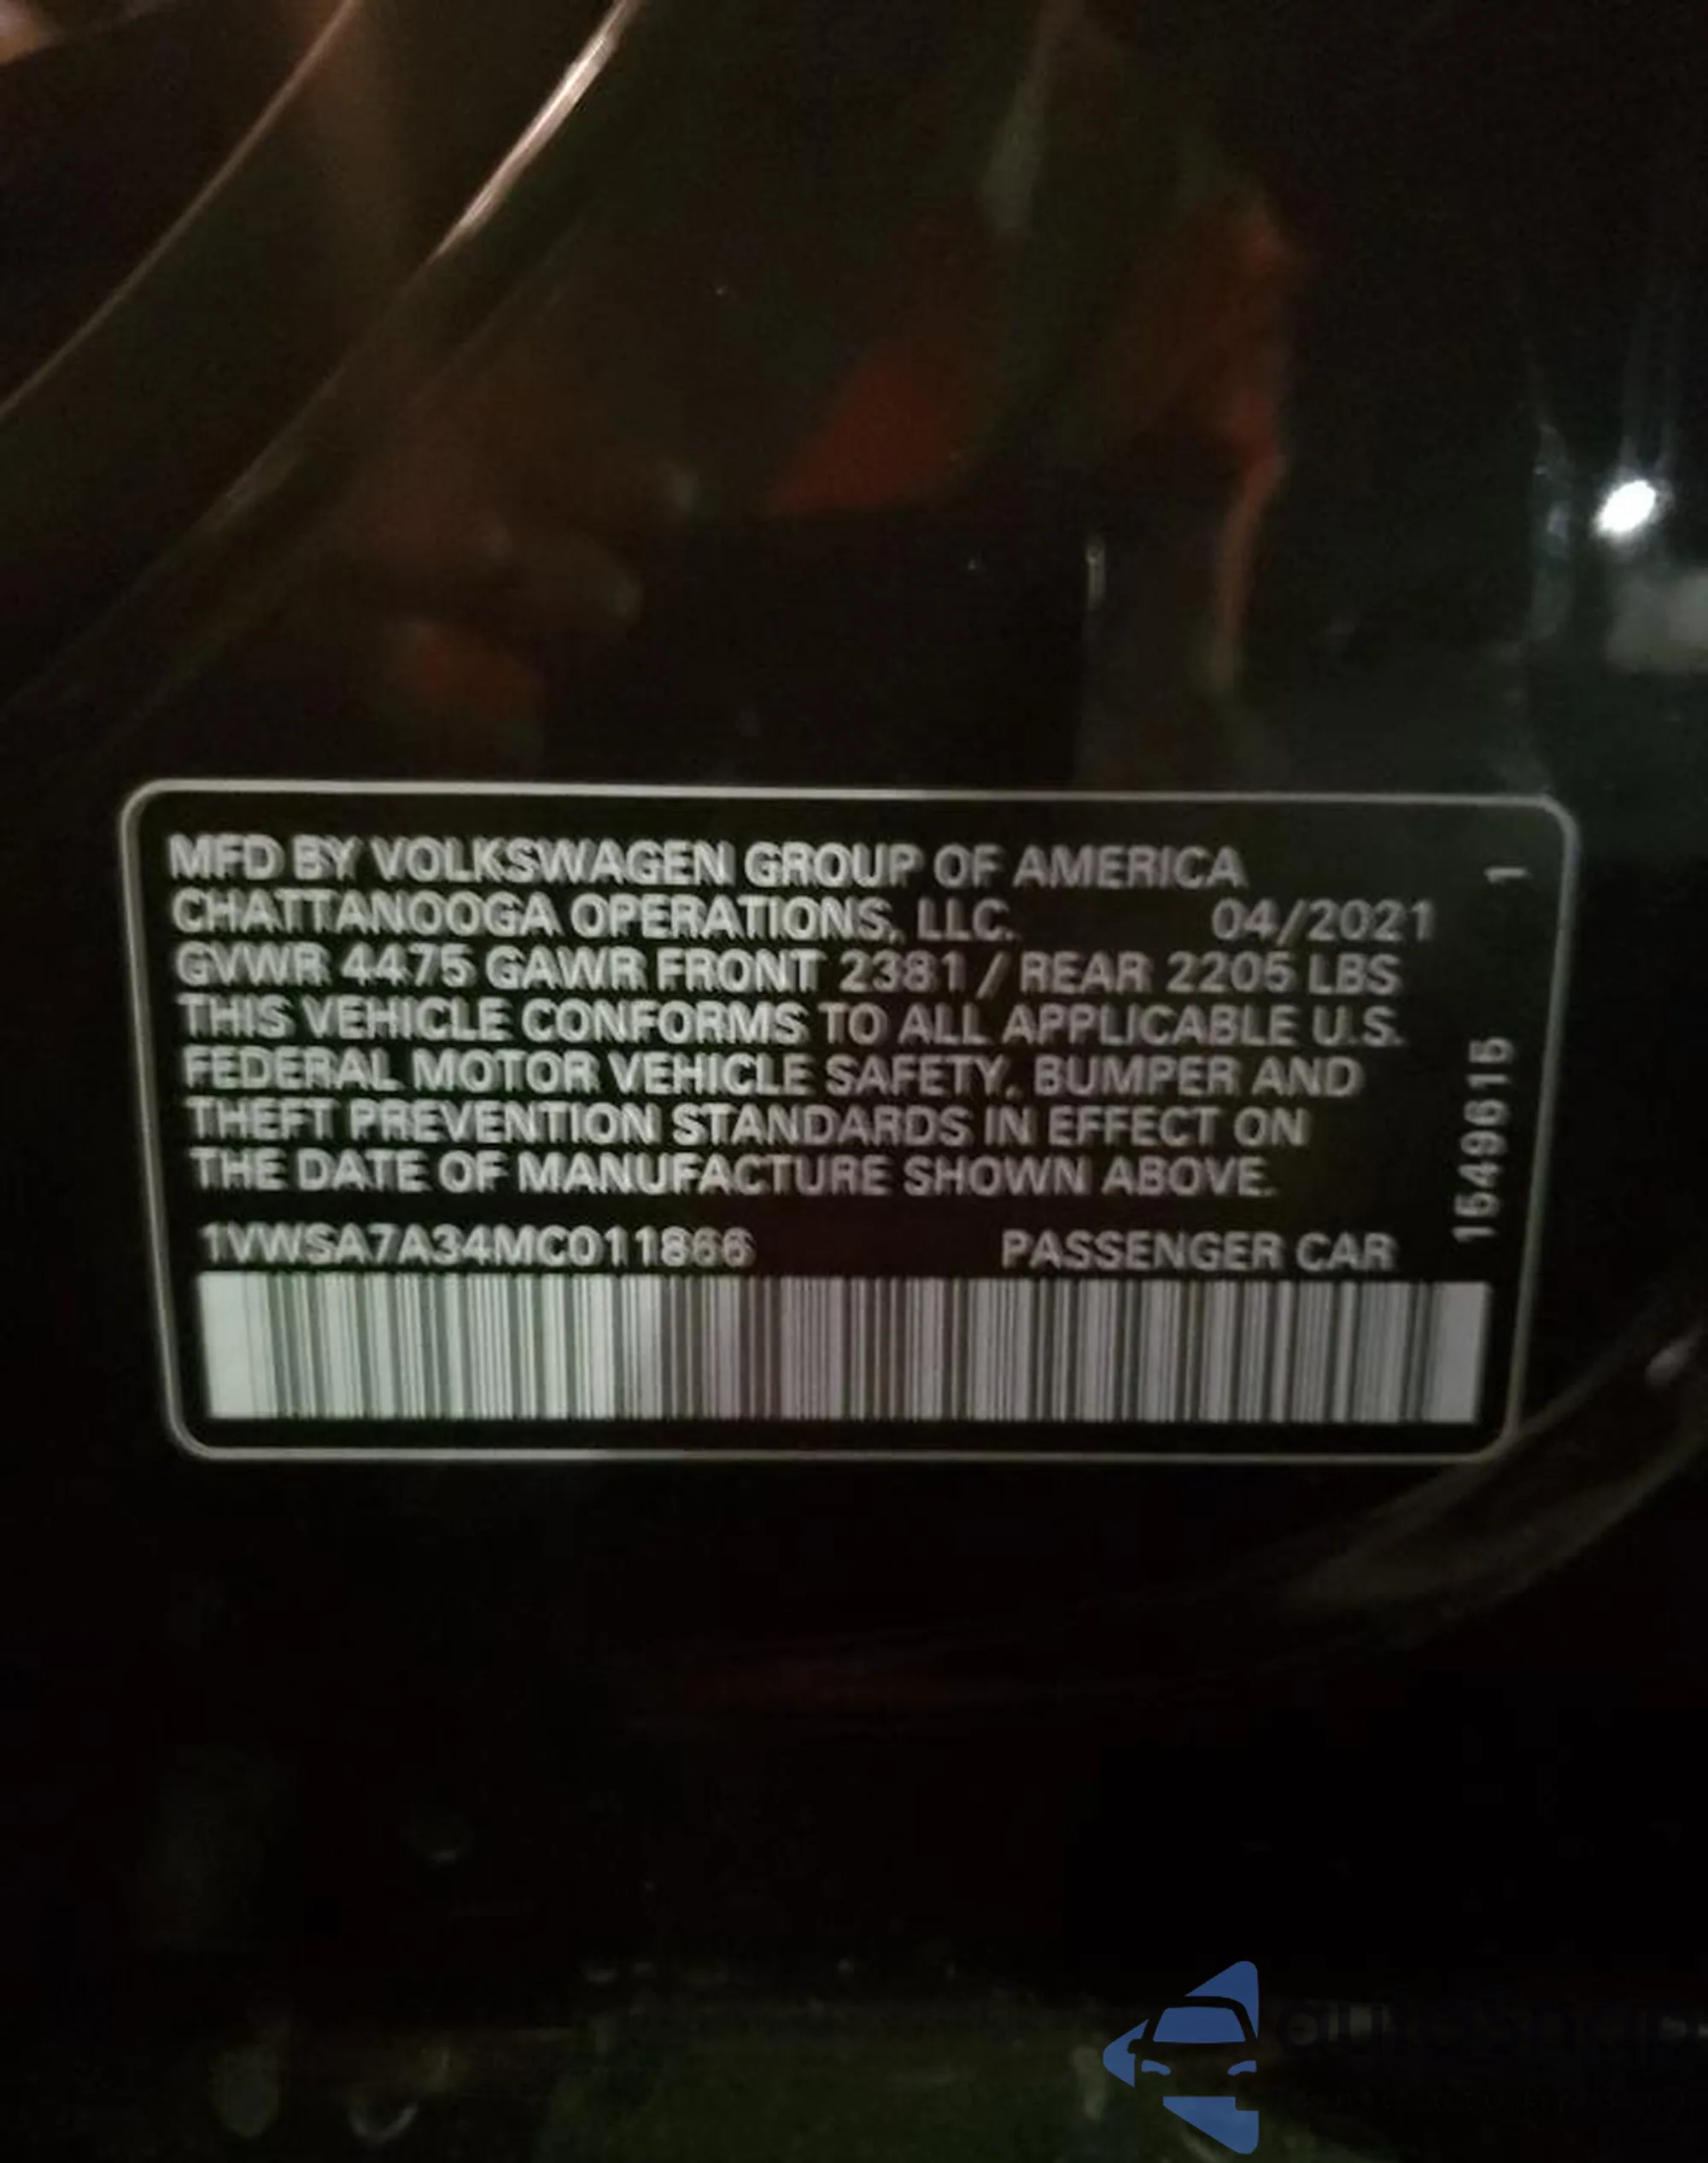 MFD BY VOLKSWAGEN GROUP OF AMERICA
CHATTANOOGA OPERATIONS, LLC. 04/2021
GVWR 4475 GAWR FRONT 2381 / REAR 2205 LBS
THIS VEHICLE CONFORMS TO ALL APPLICABLE U.S.
FEDERAL MOTOR VEHICLE SAFETY, BUMPER AND
THEFT PREVENTION STANDARDS IN EFFECT ON
THE DATE OF MANUFACTURE SHOWN ABOVE.
1VWSA7A34MC011866 PASSENGER CAR
1549615 1